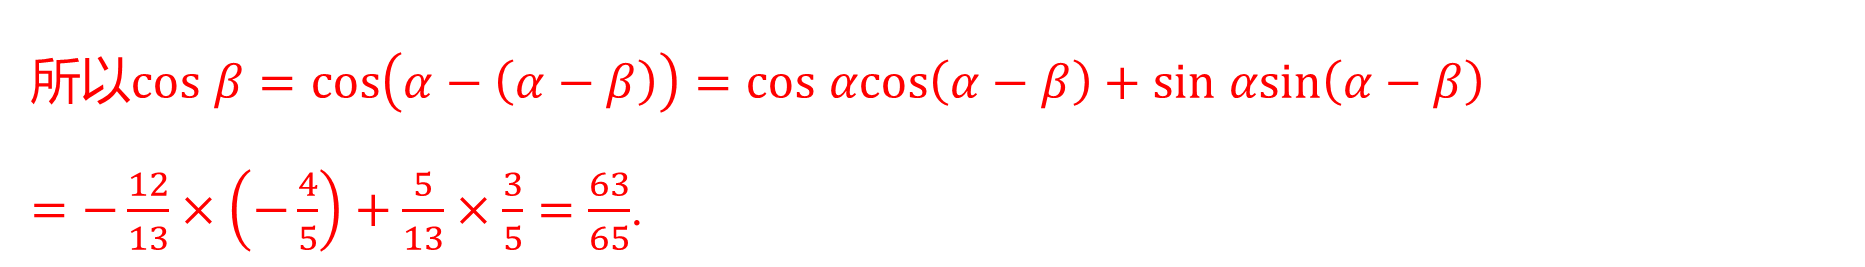 所以cos β = cos(α − (α − β)) = cos αcos(α − β) + sin αsin(α − β)
= −12/13 × (−4/5) + 5/13 × 3/5 = 63/65.